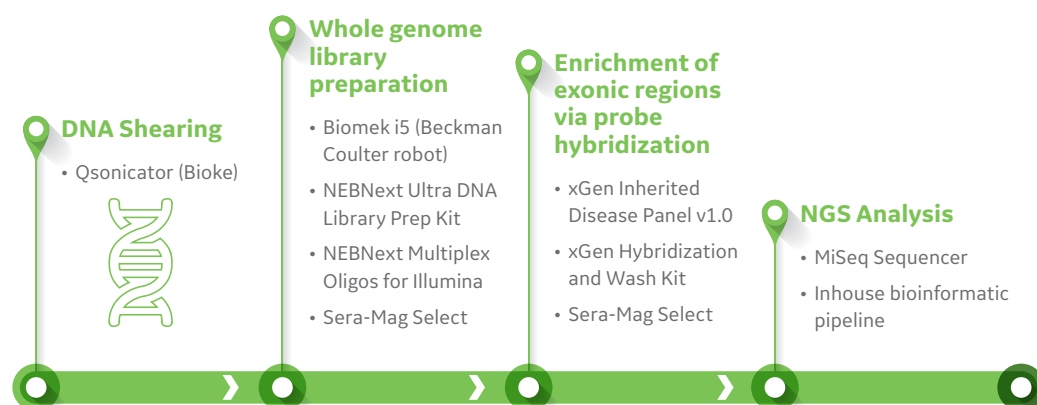 DNA Shearing
• Qsonicator (Bioke)
Whole genome
library
preparation
• Biomek i5 (Beckman
Coulter robot)
• NEBNext Ultra DNA
Library Prep Kit
• NEBNext Multiplex
Oligos for Illumina
• Sera-Mag Select
Enrichment of
exonic regions
via probe
hybridization
• xGen Inherited
Disease Panel v1.0
• xGen Hybridization
and Wash Kit
• Sera-Mag Select
NGS Analysis
• MiSeq Sequencer
• Inhouse bioinformatic
pipeline